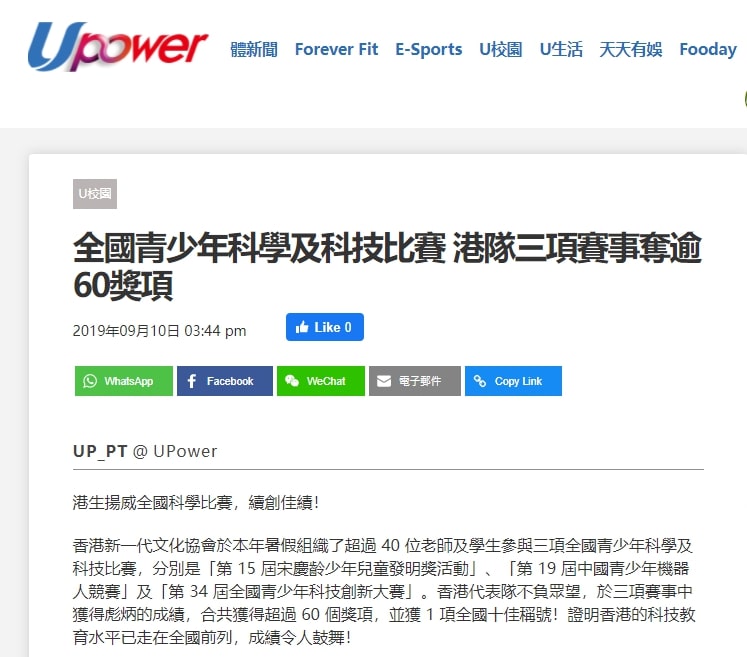 Upower
體新聞 Forever Fit E-Sports U校園 U生活 天天有娛 Fooday
U校園
全國青少年科學及科技比賽 港隊三項賽事奪逾
60獎項
2019年09月10日 03:44 pm Like 0
WhatsApp Facebook WeChat 電子郵件 Copy Link
UP_PT @ UPower
港生揚威全國科學比賽，續創佳績！
香港新一代文化協會於本年暑假組織了超過 40 位老師及學生參與三項全國青少年科學及
科技比賽，分別是「第 15 屆宋慶齡少年兒童發明獎活動」、「第 19 屆中國青少年機器
人競賽」及「第 34 屆全國青少年科技創新大賽」。香港代表隊不負眾望，於三項賽事中
獲得彪炳的成績，合共獲得超過 60 個獎項，並獲 1 項全國十佳稱號！證明香港的科技教
育水平已走在全國前列，成績令人鼓舞！